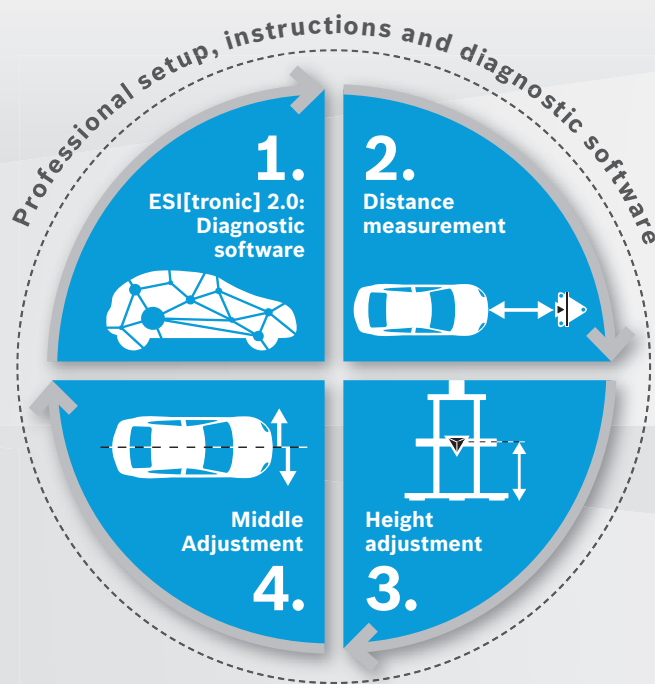 Professional setup, instructions and diagnostic software
1.
ESI[tronic] 2.0:
Diagnostic
software
2.
Distance
measurement
Height
adjustment
3.
Middle
Adjustment
4.